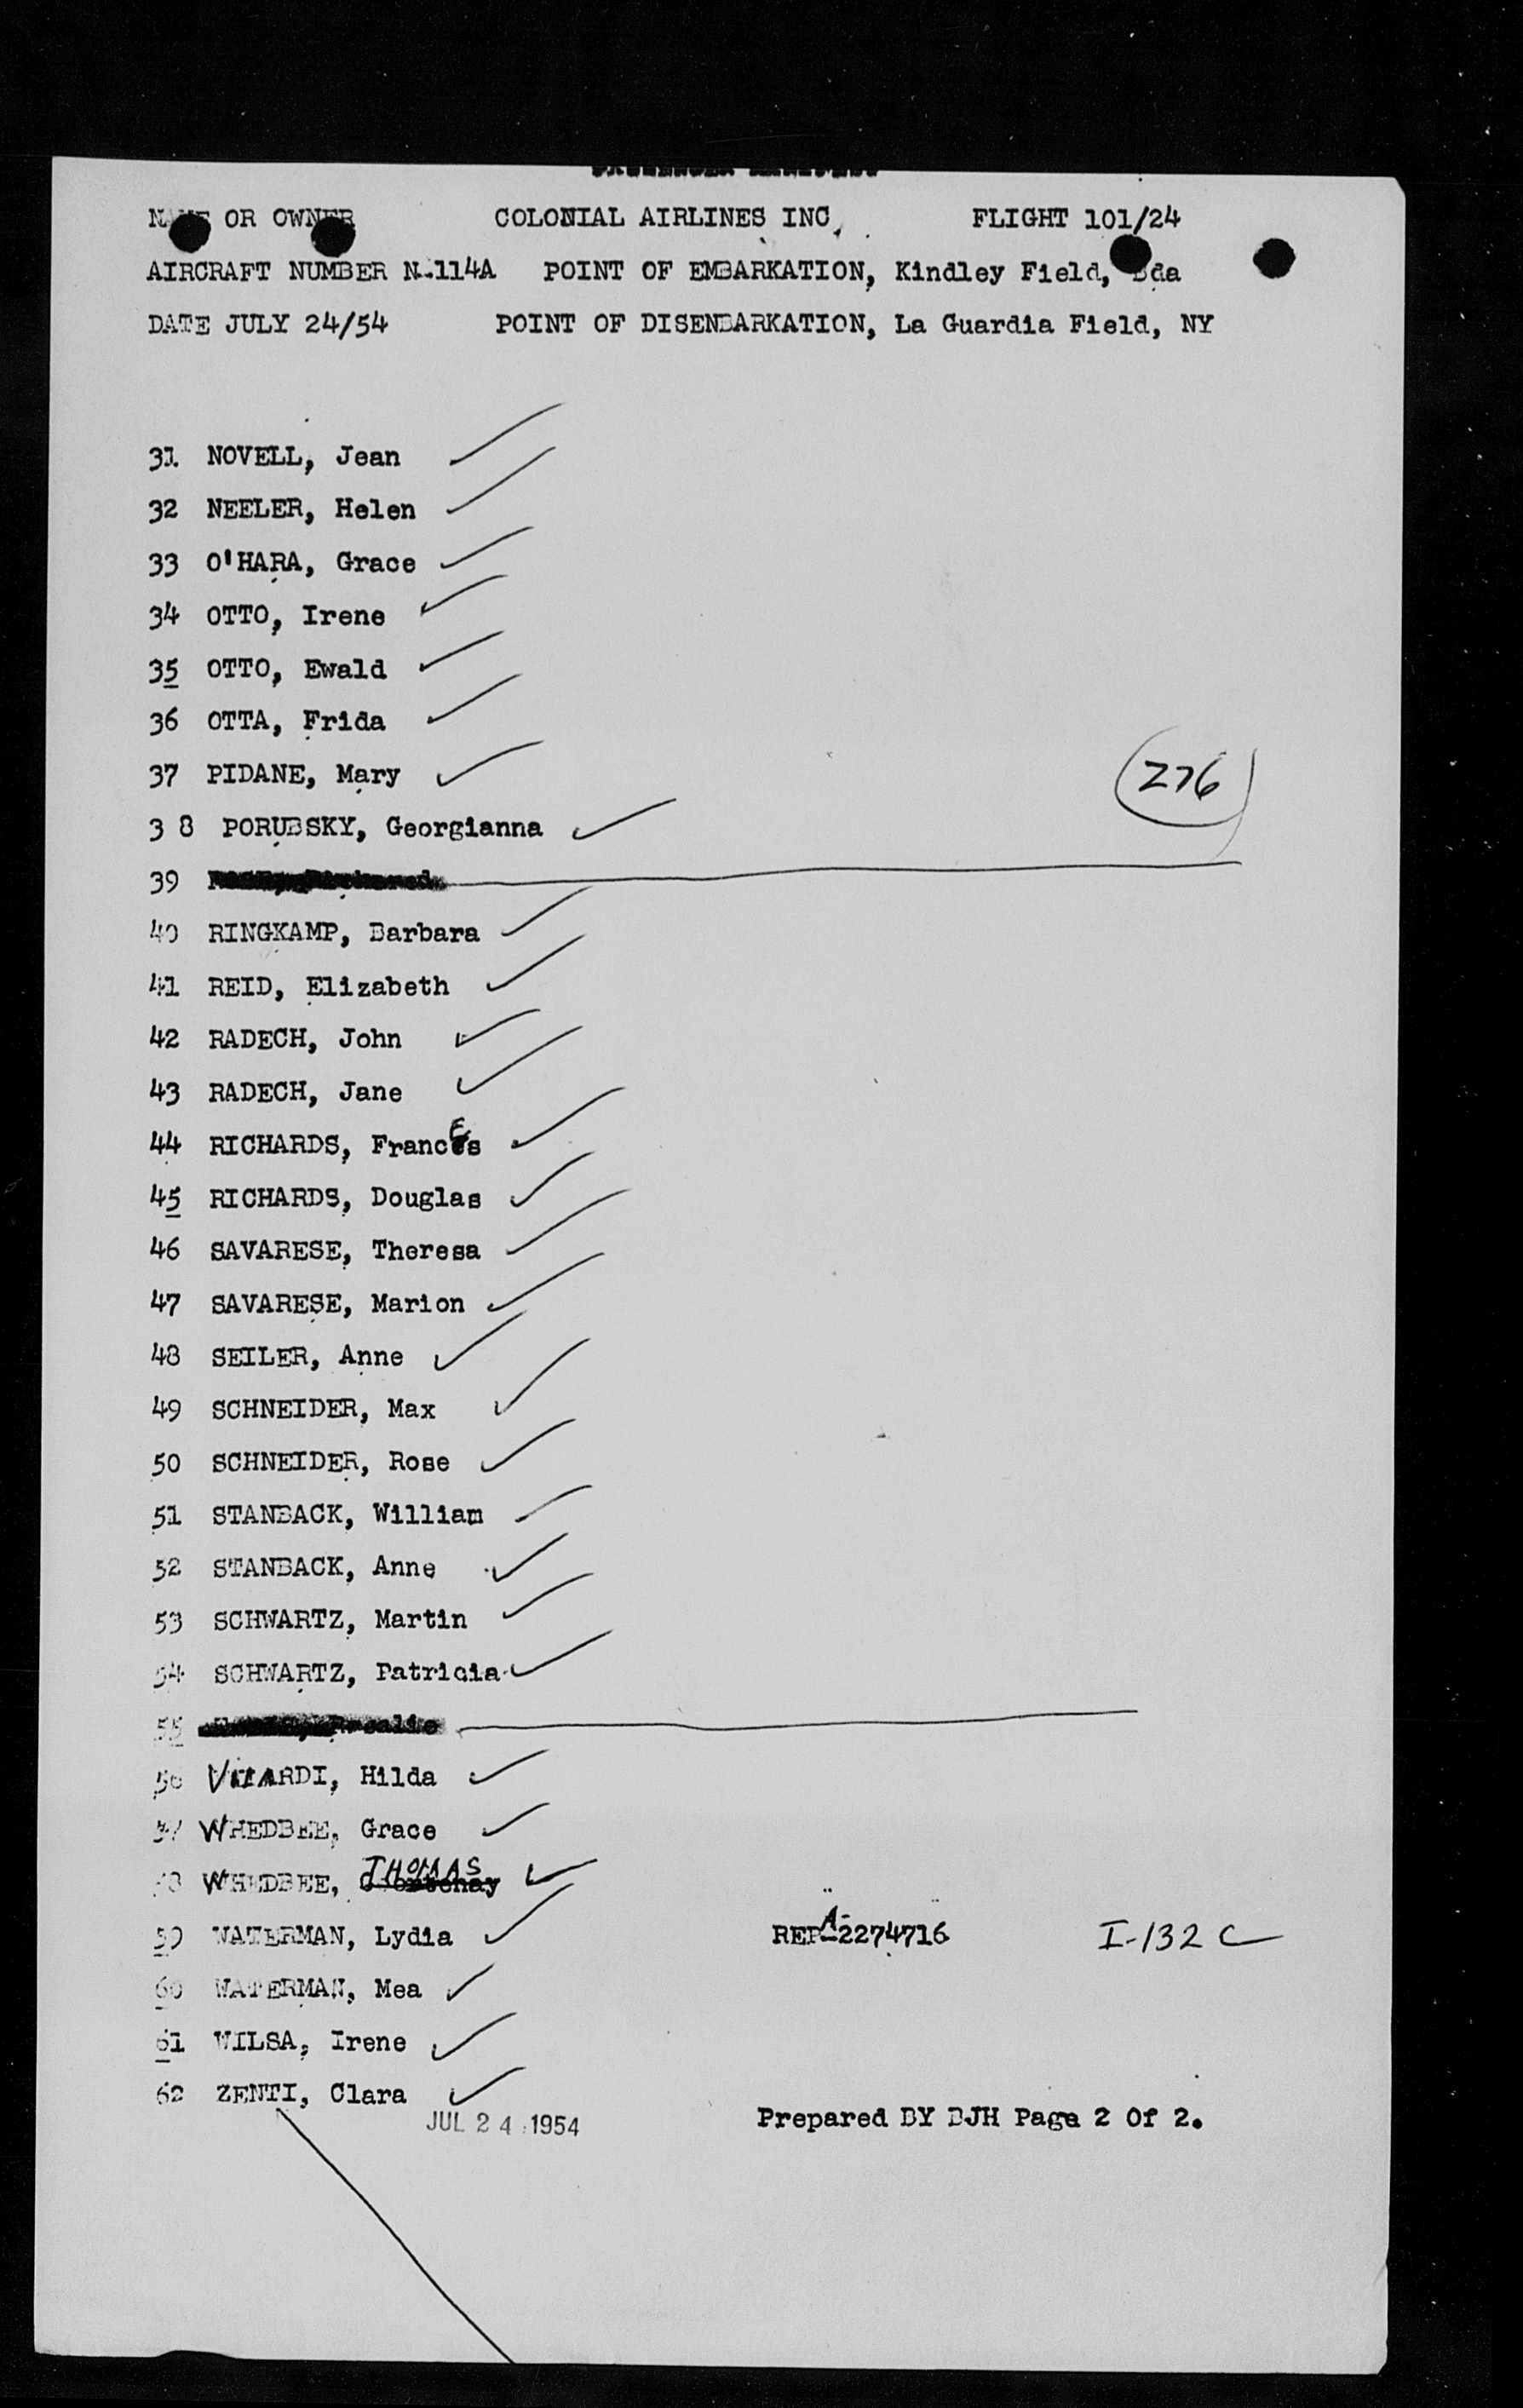 PASSENGER MANIFEST
NAME OR OWNER COLONIAL AIRLINES INC. FLIGHT 101/24
AIRCRAFT NUMBER N-114A POINT OF EMBARKATION, Kindley Field, Bda
DATE JULY 24/54 POINT OF DISENBARKATION, La Guardia Field, NY
31 NOVELL, Jean
32 NEELER, Helen
33 O'HARA, Grace
34 OTTO, Irene
35 OTTO, Ewald
36 OTTA, Frida
37 PIDANE, Mary
276
3 8 PORUBSKY, Georgianna
39
40 RINGKAMP, Barbara
41 REID, Elizabeth
42 RADECH, John
43 RADECH, Jane
44 RICHARDS, Frances
45 RICHARDS, Douglas
46 SAVARESE, Theresa
47 SAVARESE, Marion
48 SEILER, Anne
49 SCHNEIDER, Max
50 SCHNEIDER, Rose
51 STANBACK, William
52 STANBACK, Anne
53 SCHWARTZ, Martin
54 SCHWARTZ, Patricia
55
56 Hilda
57 WHEDBEE, Grace
58 WHEDBEE, THOMAS
59 WATERMAN, Lydia REP A-2274716 I-132 C
60 WATERMAN, Mea
61 WILSA, Irene
62 ZENTI, Clara
JUL 24 1954 Prepared BY DJH Page 2 Of 2.